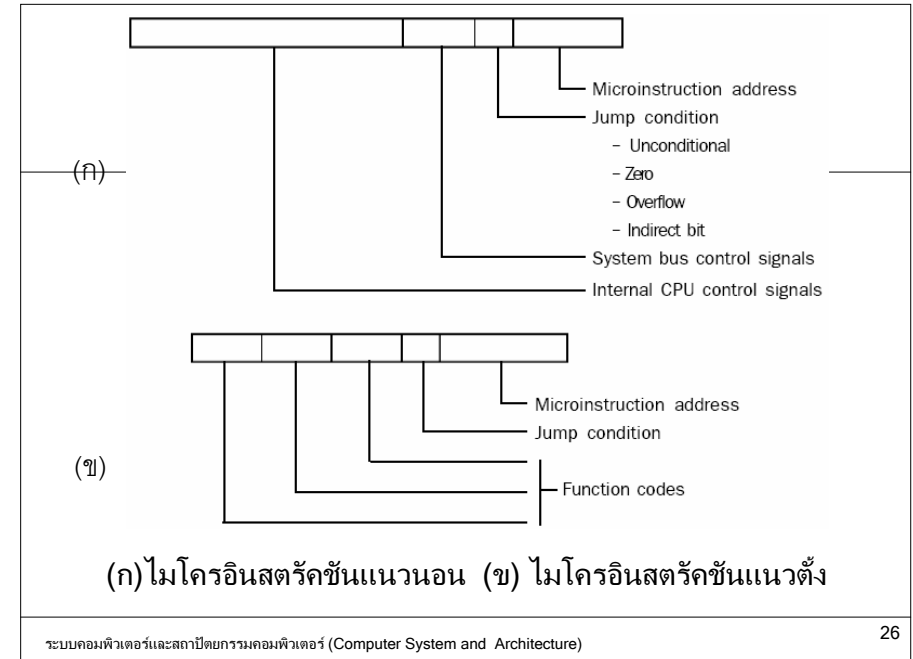 Microinstruction address
Jump condition
- Unconditional
- Zero
- Overflow
- Indirect bit
(ก)
System bus control signals
Internal CPU control signals
Microinstruction address
Jump condition
(ข)
Function codes
(ก)ไมโครอินสตรัคชันแนวนอน (ข) ไมโครอินสตรัคชันแนวตั้ง
ระบบคอมพิวเตอร์และสถาปัตยกรรมคอมพิวเตอร์ (Computer System and Architecture)
26